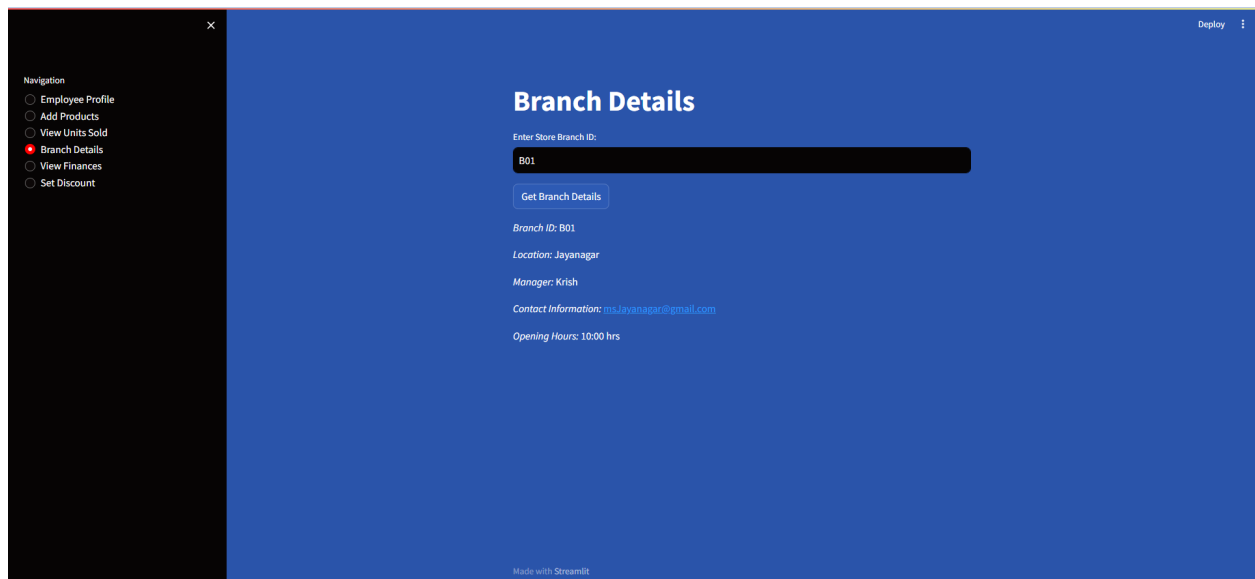 ×
Deploy
Navigation
Employee Profile
Add Products
View Units Sold
Branch Details
View Finances
Set Discount
Branch Details
Enter Store Branch ID:
B01
Get Branch Details
Branch ID: B01
Location: Jayanagar
Manager: Krish
Contact Information: msJayanagar@gmail.com
Opening Hours: 10:00 hrs
Made with Streamlit